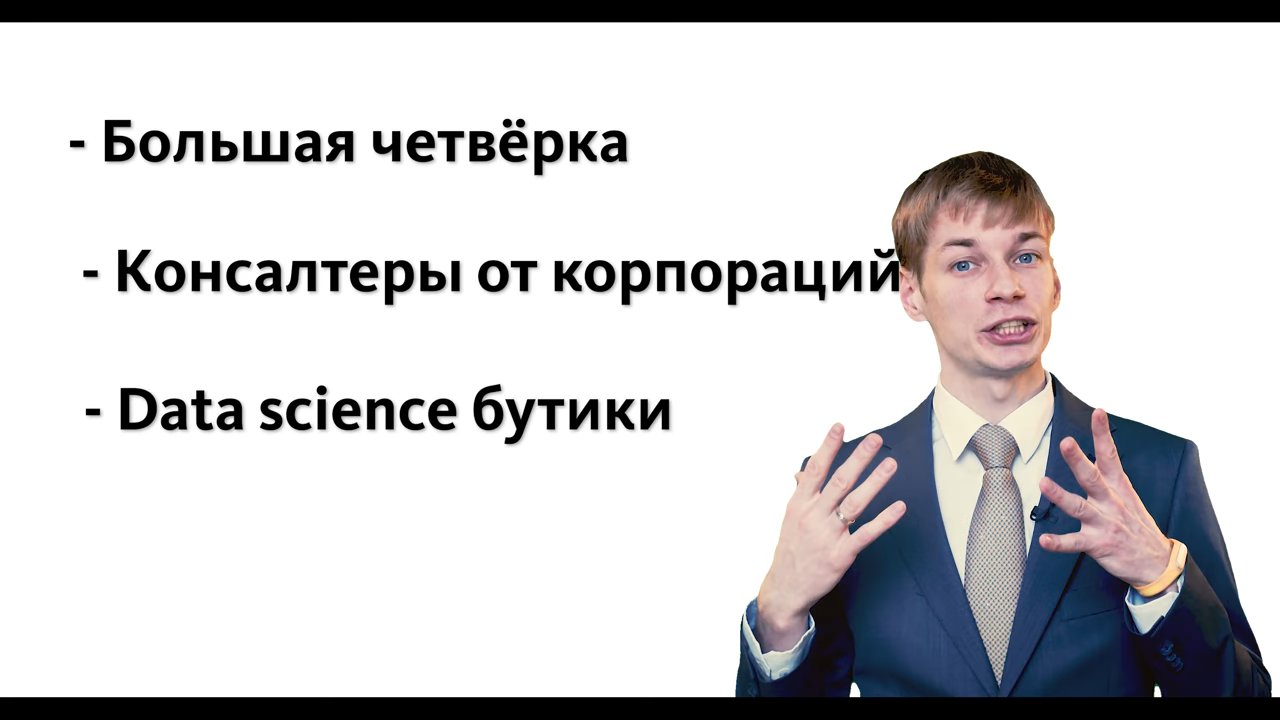 - Большая четвёрка
- Консалтеры от корпораций
- Data science бутики